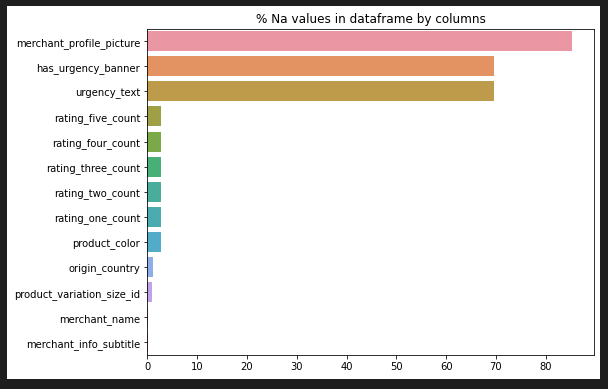 % Na values in dataframe by columns
merchant_profile_picture
has_urgency_banner
urgency_text
rating_five_count
rating_four_count
rating_three_count
rating_two_count
rating_one_count
product_color
origin_country
product_variation_size_id
merchant_name
merchant_info_subtitle
0 10 20 30 40 50 60 70 80